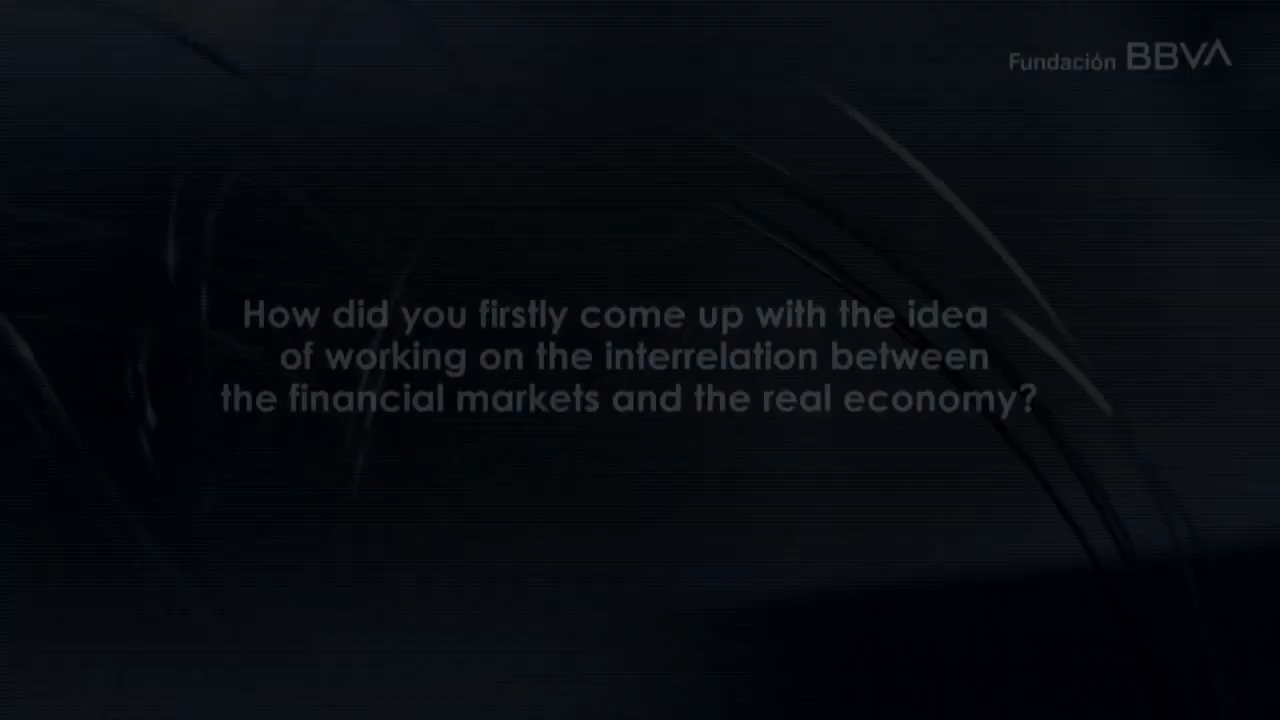 Fundación BBVA
How did you firstly come up with the idea
of working on the interrelation between
the financial markets and the real economy?